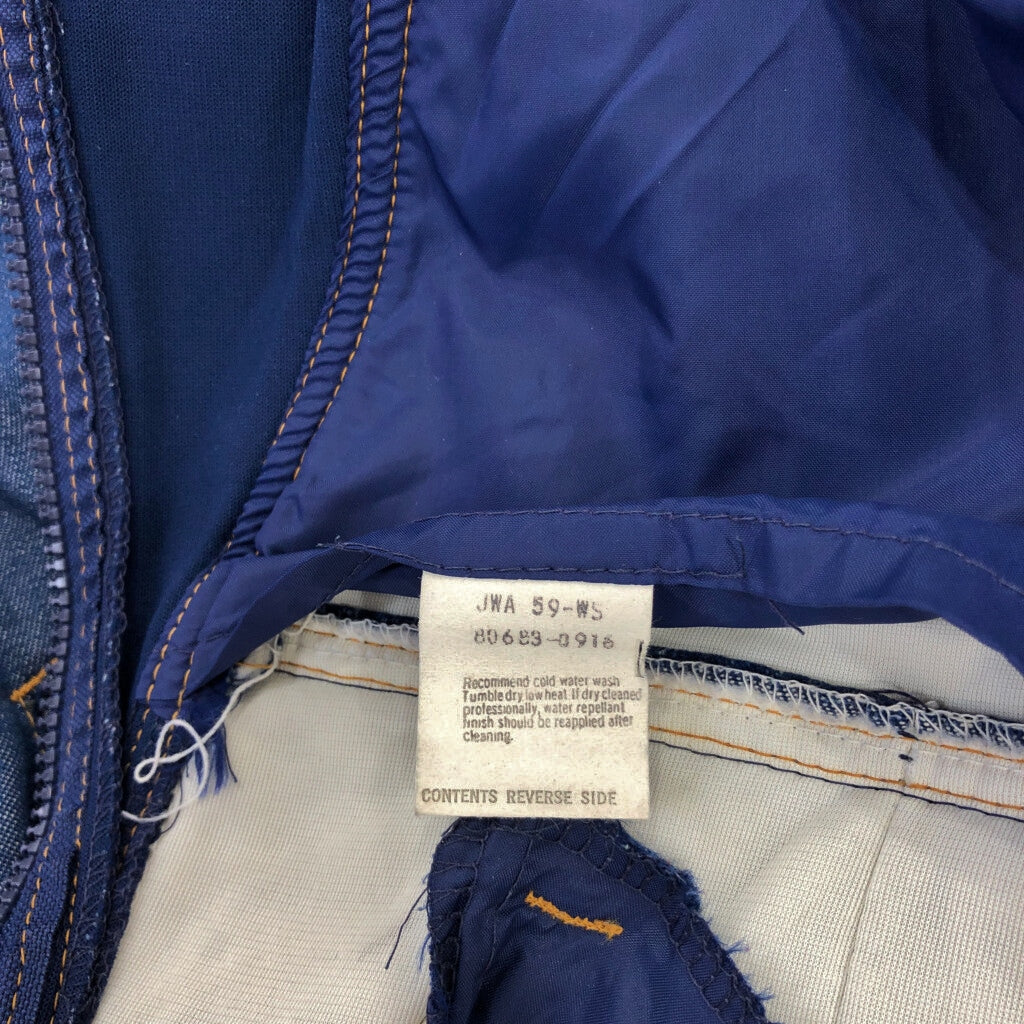 JWA 59-WS
80683-0916
Recommend cold water wash
Tumble dry low heat. If dry cleaned
professionally, water repellant
finish should be reapplied after
cleaning.
CONTENTS REVERSE SIDE